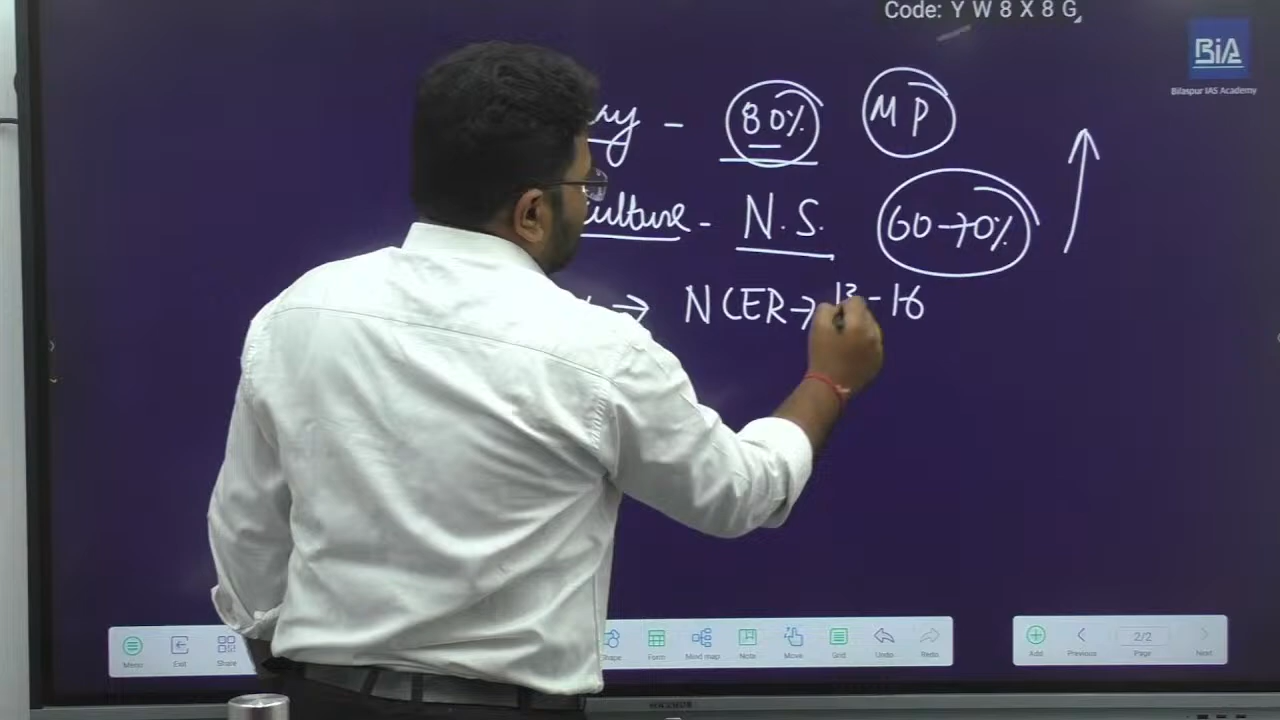 Code: Y W 8 X 8 G
BiA
Bilaspur IAS Academy
80% MP
Culture - N.S. 60-70%
→ NCER → 13-16
Menu Exit Share Shape Form Mind map Note Move Grid Undo Redo
Add Previous 2/2 Page Next